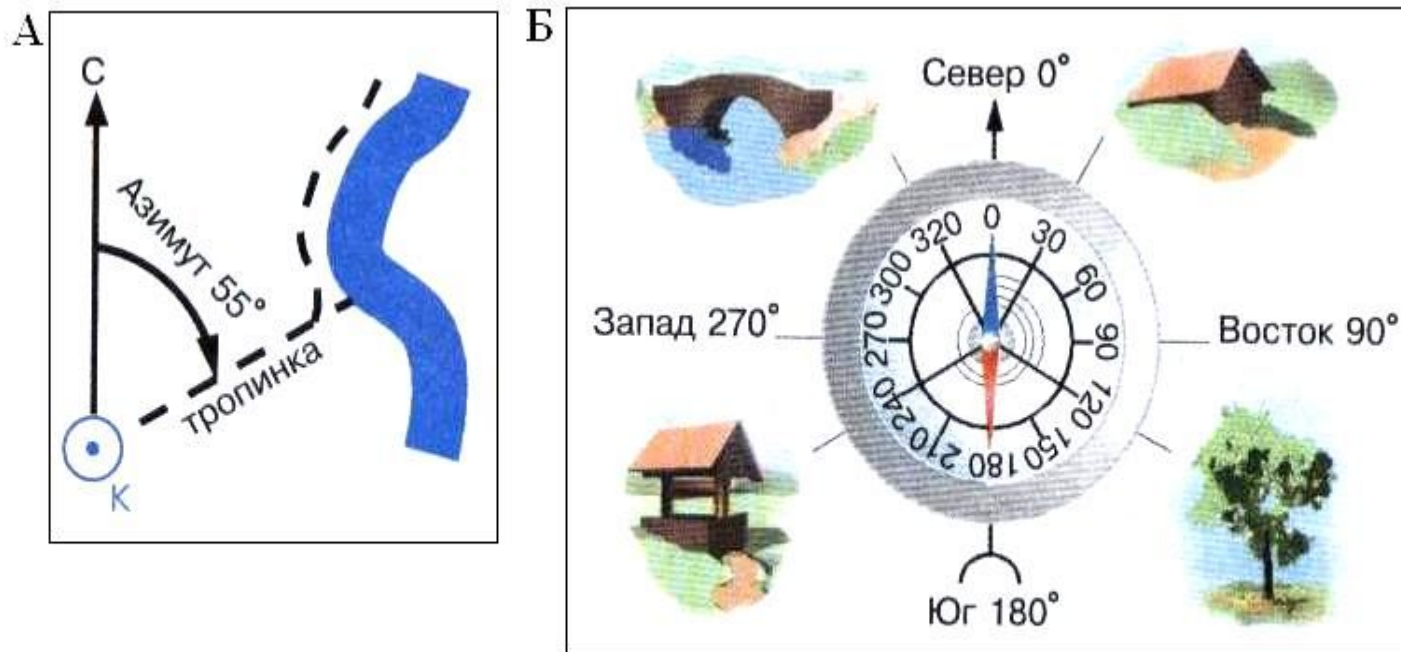 А
С
Азимут 55°
тропинка
К
Б
Север 0°
Запад 270°
Восток 90°
Юг 180°
0
30
60
90
120
150
180
210
240
270
300
320